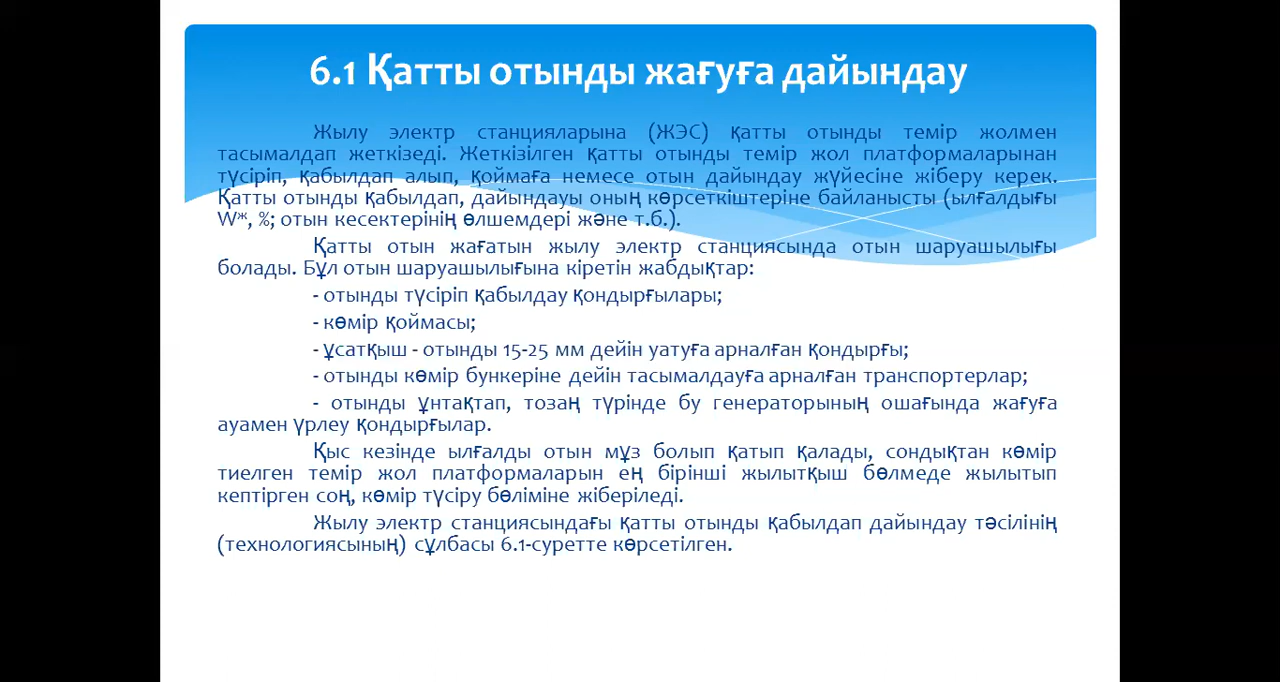 6.1 Қатты отынды жағуға дайындау
Жылу электр станцияларына (ЖЭС) қатты отынды темір жолмен
тасымалдап жеткізеді. Жеткізілген қатты отынды темір жол платформаларынан
түсіріп, қабылдап алып, қоймаға немесе отын дайындау жүйесіне жіберу керек.
Қатты отынды қабылдап, дайындауы оның көрсеткіштеріне байланысты (ылғалдығы
Wж, %; отын кесектерінің өлшемдері және т.б.).
Қатты отын жағатын жылу электр станциясында отын шаруашылығы
болады. Бұл отын шаруашылығына кіретін жабдықтар:
- отынды түсіріп қабылдау қондырғылары;
- көмір қоймасы;
- ұсатқыш - отынды 15-25 мм дейін уатуға арналған қондырғы;
- отынды көмір бункеріне дейін тасымалдауға арналған транспортерлар;
- отынды ұнтақтап, тозаң түрінде бу генераторының ошағында жағуға
ауамен үрлеу қондырғылар.
Қыс кезінде ылғалды отын мұз болып қатып қалады, сондықтан көмір
тиелген темір жол платформаларын ең бірінші жылытқыш бөлмеде жылытып
кептірген соң, көмір түсіру бөліміне жіберіледі.
Жылу электр станциясындағы қатты отынды қабылдап дайындау тәсілінің
(технологиясының) сұлбасы 6.1-суретте көрсетілген.